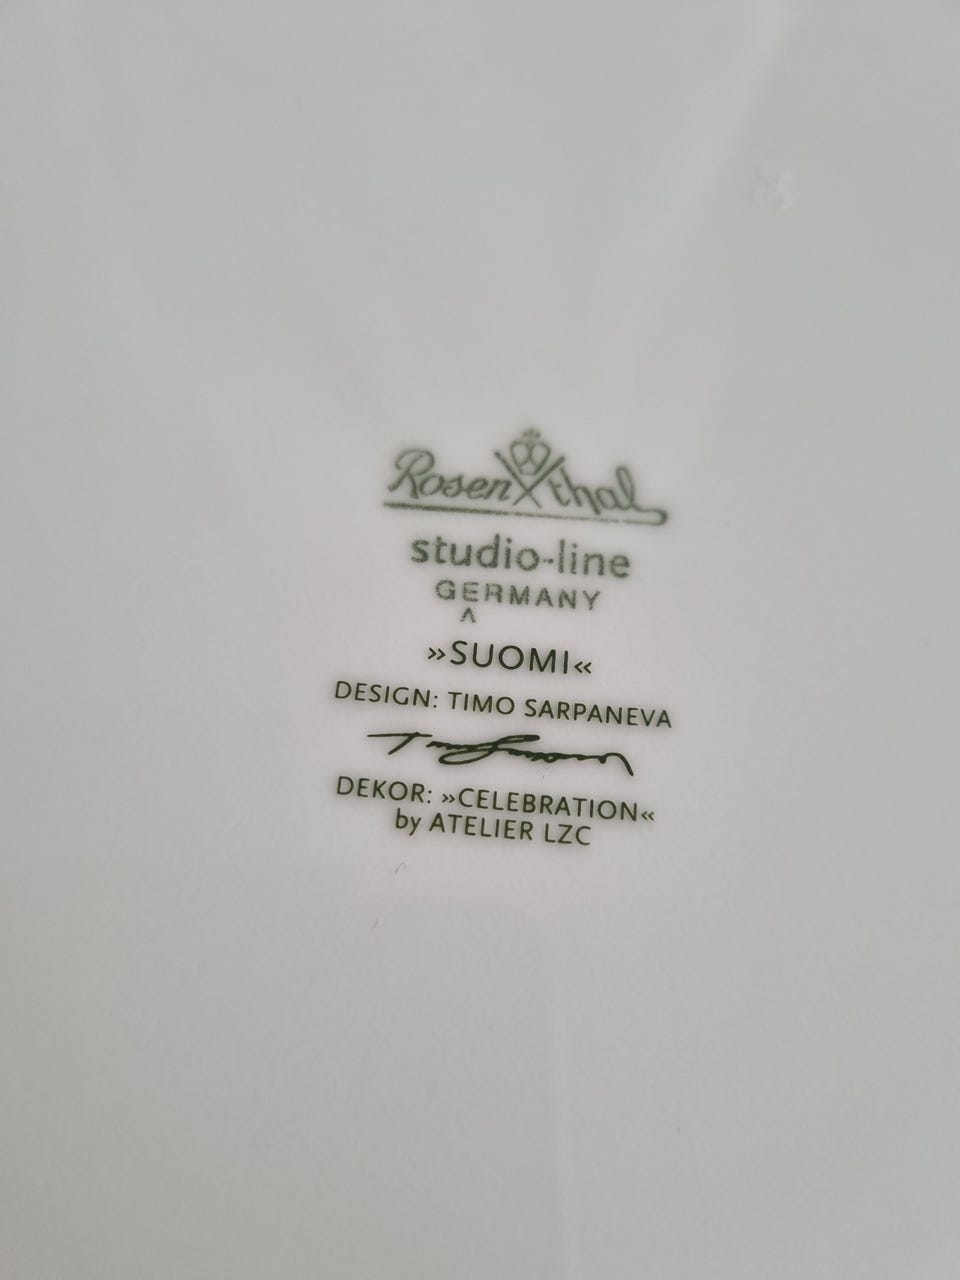 Rosenthal
studio-line
GERMANY
^
»SUOMI«
DESIGN: TIMO SARPANEVA
DEKOR: »CELEBRATION«
by ATELIER LZC